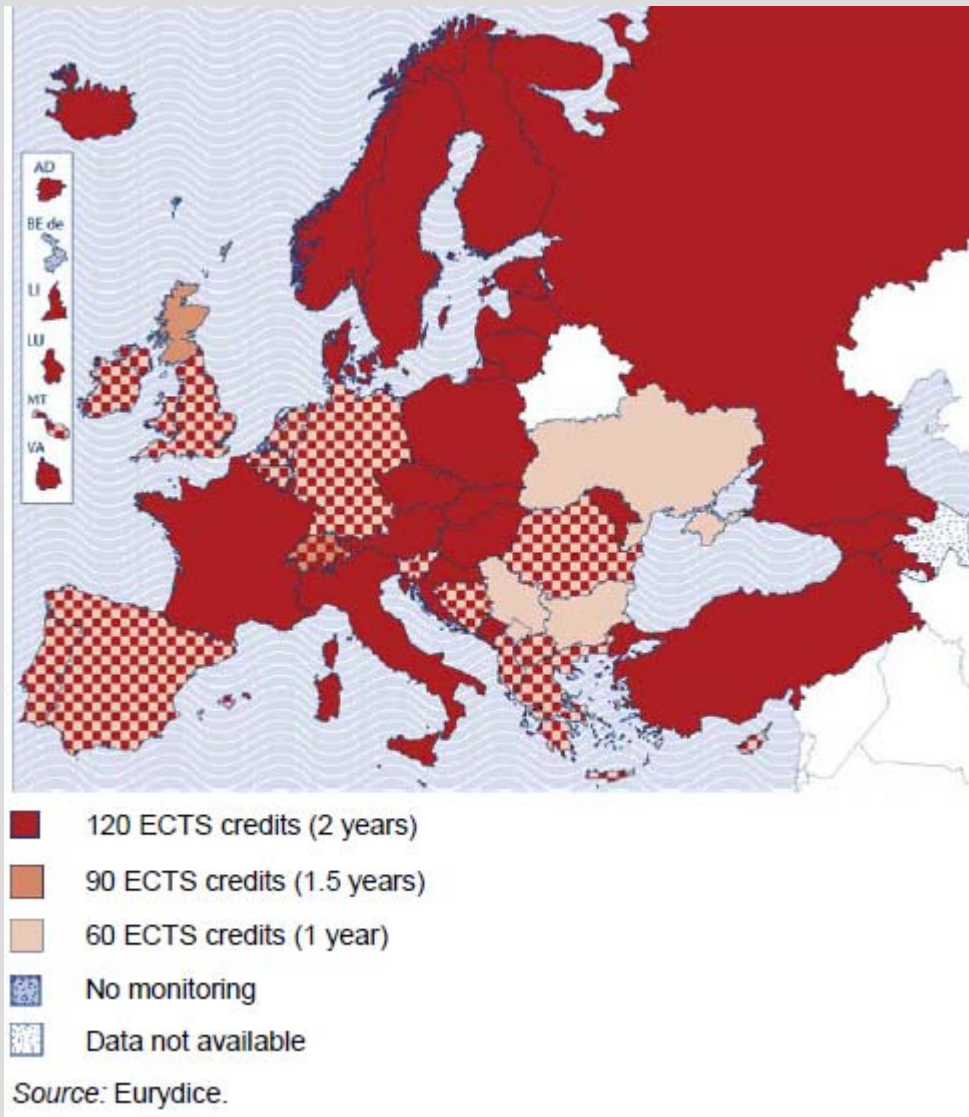 AD
BE de
LI
LU
MT
VA
120 ECTS credits (2 years)
90 ECTS credits (1.5 years)
60 ECTS credits (1 year)
No monitoring
Data not available
Source: Eurydice.